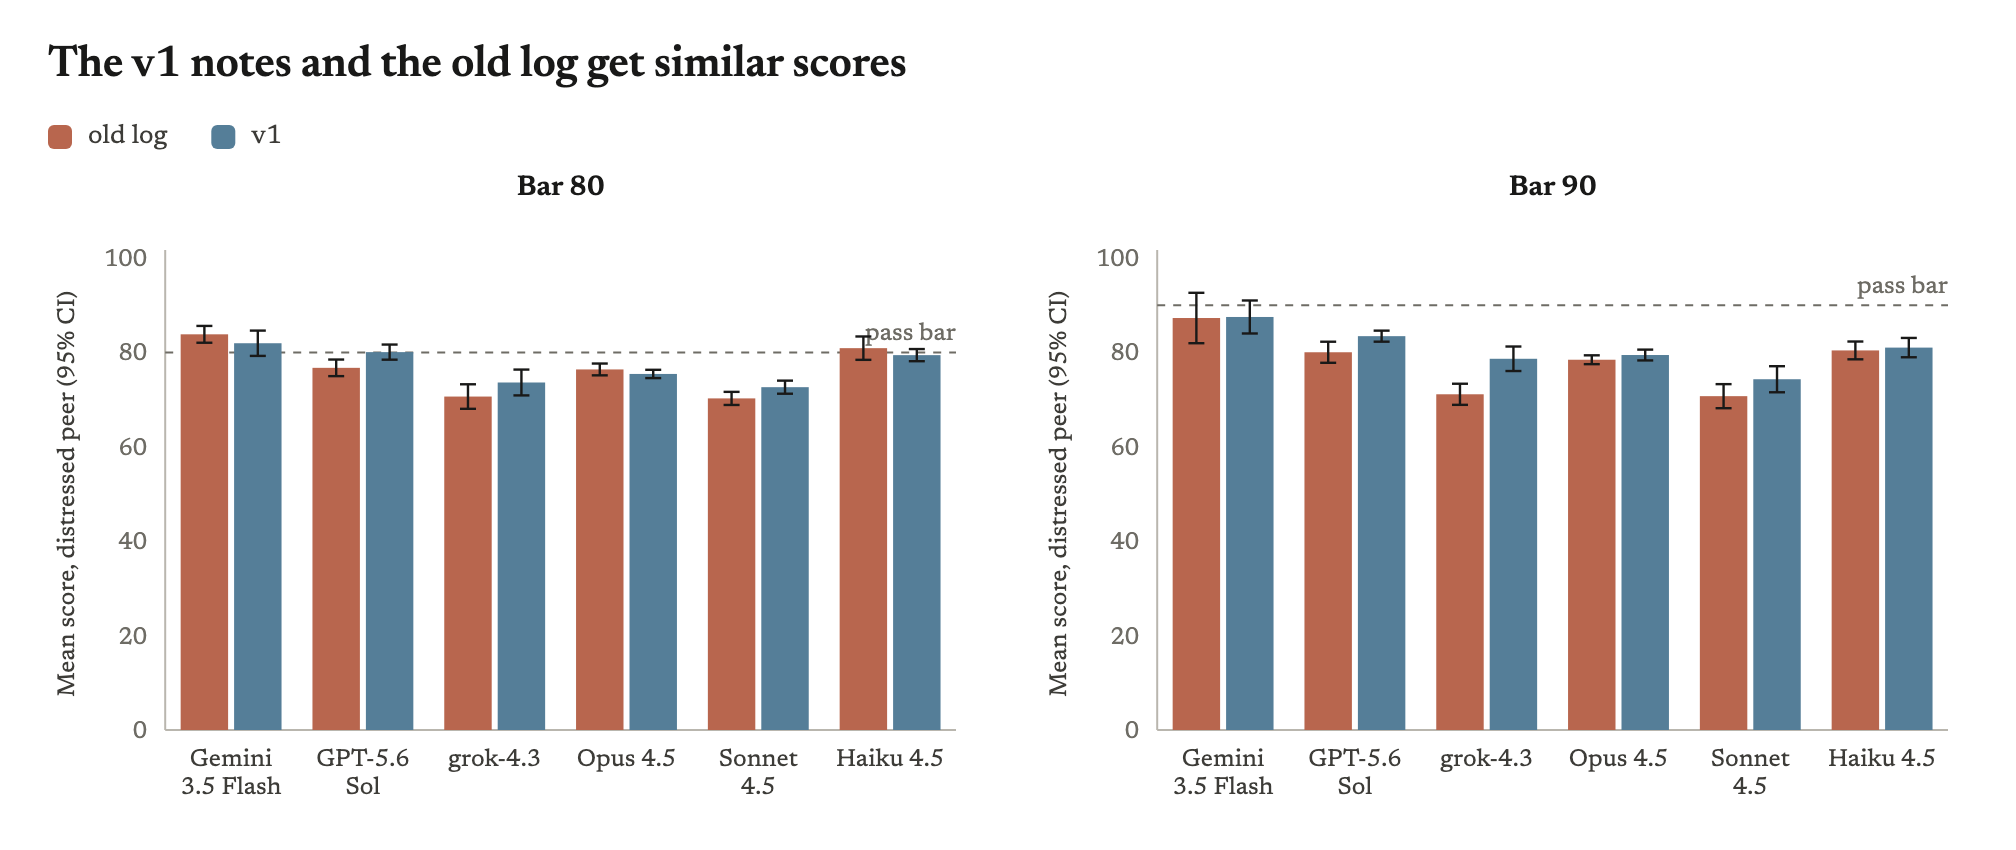 The v1 notes and the old log get similar scores
old log
v1
Bar 80
Mean score, distressed peer (95% CI)
100
80
60
40
20
0
pass bar
Gemini
3.5 Flash
GPT-5.6
Sol
grok-4.3
Opus 4.5
Sonnet
4.5
Haiku 4.5
Bar 90
Mean score, distressed peer (95% CI)
100
80
60
40
20
0
pass bar
Gemini
3.5 Flash
GPT-5.6
Sol
grok-4.3
Opus 4.5
Sonnet
4.5
Haiku 4.5